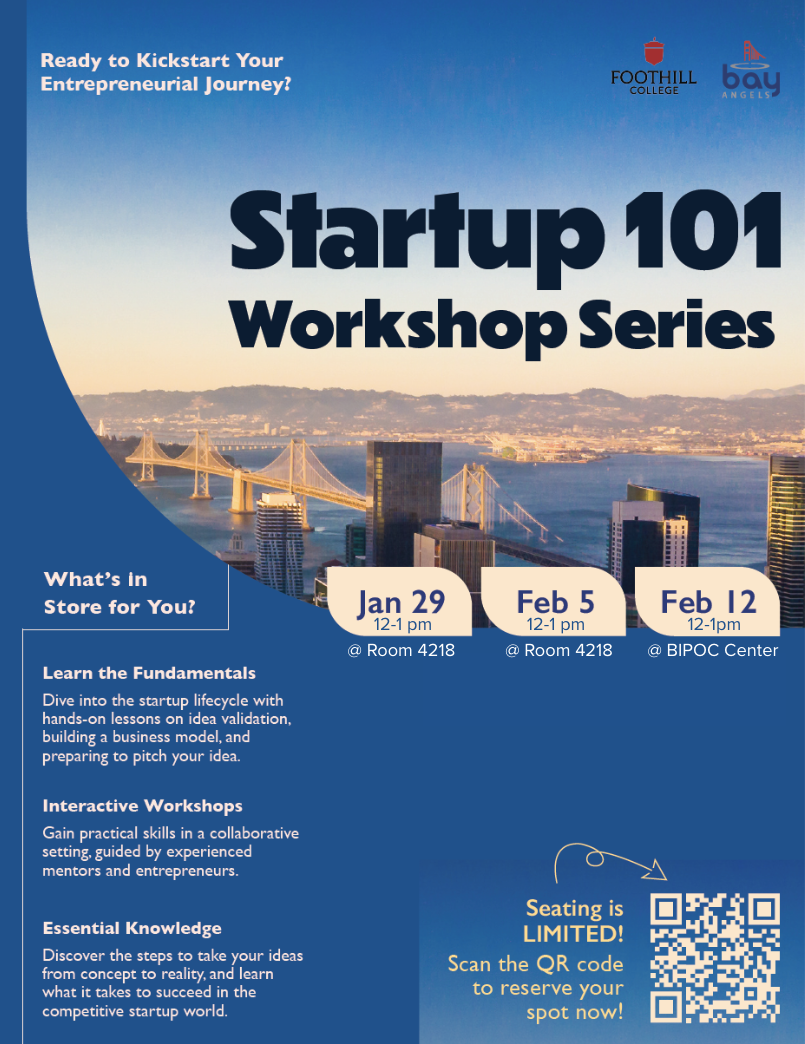 Ready to Kickstart Your
Entrepreneurial Journey?
FOOTHILL
COLLEGE
bay
ANGELS
Startup 101
Workshop Series
What's in
Store for You?
Jan 29
12-1 pm
@ Room 4218
Feb 5
12-1 pm
@ Room 4218
Feb 12
12-1pm
@ BIPOC Center
Learn the Fundamentals
Dive into the startup lifecycle with
hands-on lessons on idea validation,
building a business model, and
preparing to pitch your idea.
Interactive Workshops
Gain practical skills in a collaborative
setting, guided by experienced
mentors and entrepreneurs.
Essential Knowledge
Discover the steps to take your ideas
from concept to reality, and learn
what it takes to succeed in the
competitive startup world.
Seating is
LIMITED!
Scan the QR code
to reserve your
spot now!